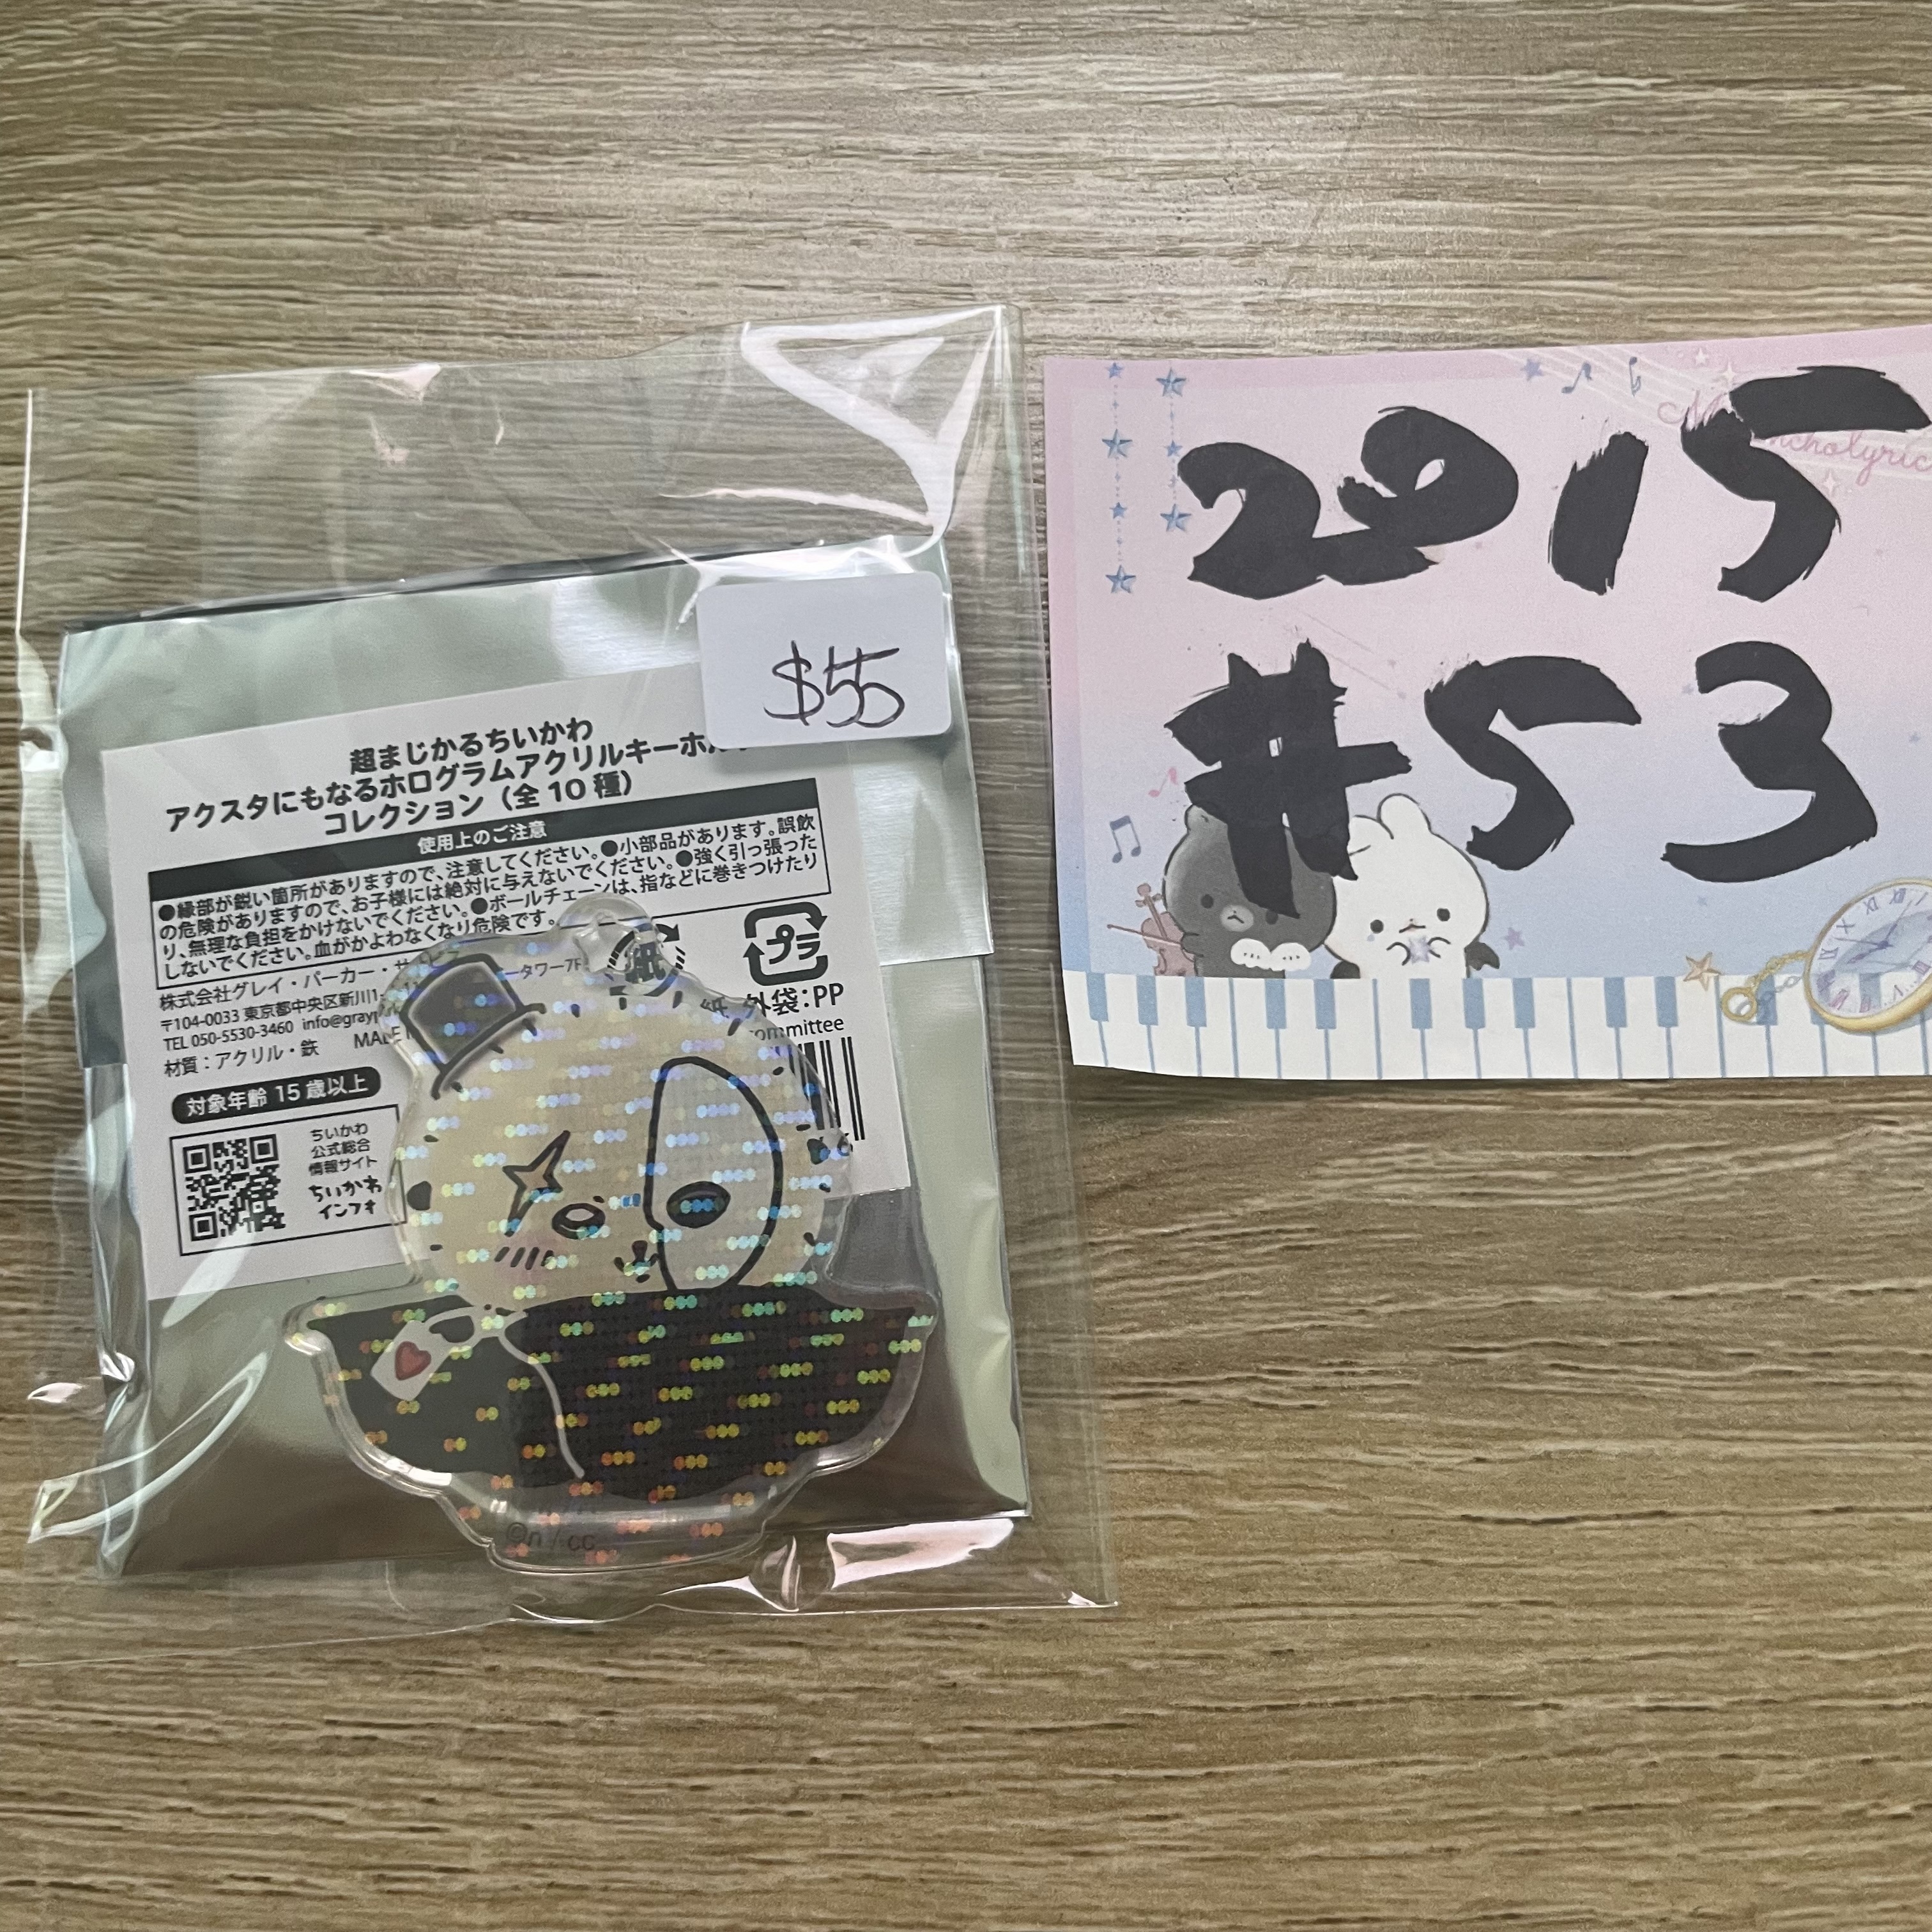 $55
超まじかるちいかわ
アクスタにもなるホログラムアクリルキーホル
コレクション（全10種）
使用上のご注意
●縁部が鋭い箇所がありますので、注意してください。●小部品があります。誤飲
の危険がありますので、お子様には絶対に与えないでください。●強く引っ張った
り、無理な負担をかけないでください。●ボールチェーンは、指などに巻きつけたり
しないでください。血がかよわなくなり危険です。
株式会社グレイ・パーカー・サービス
〒104-0033 東京都中央区新川1- タワー7F
TEL 050-5530-3460 info@gray
材質：アクリル・鉄 MADE
対象年齢 15 歳以上
ちいかわ
公式総合
情報サイト
ちいかわ
インフォ
紙
プラ
外袋：PP
committee
©n / cc
2015
#53